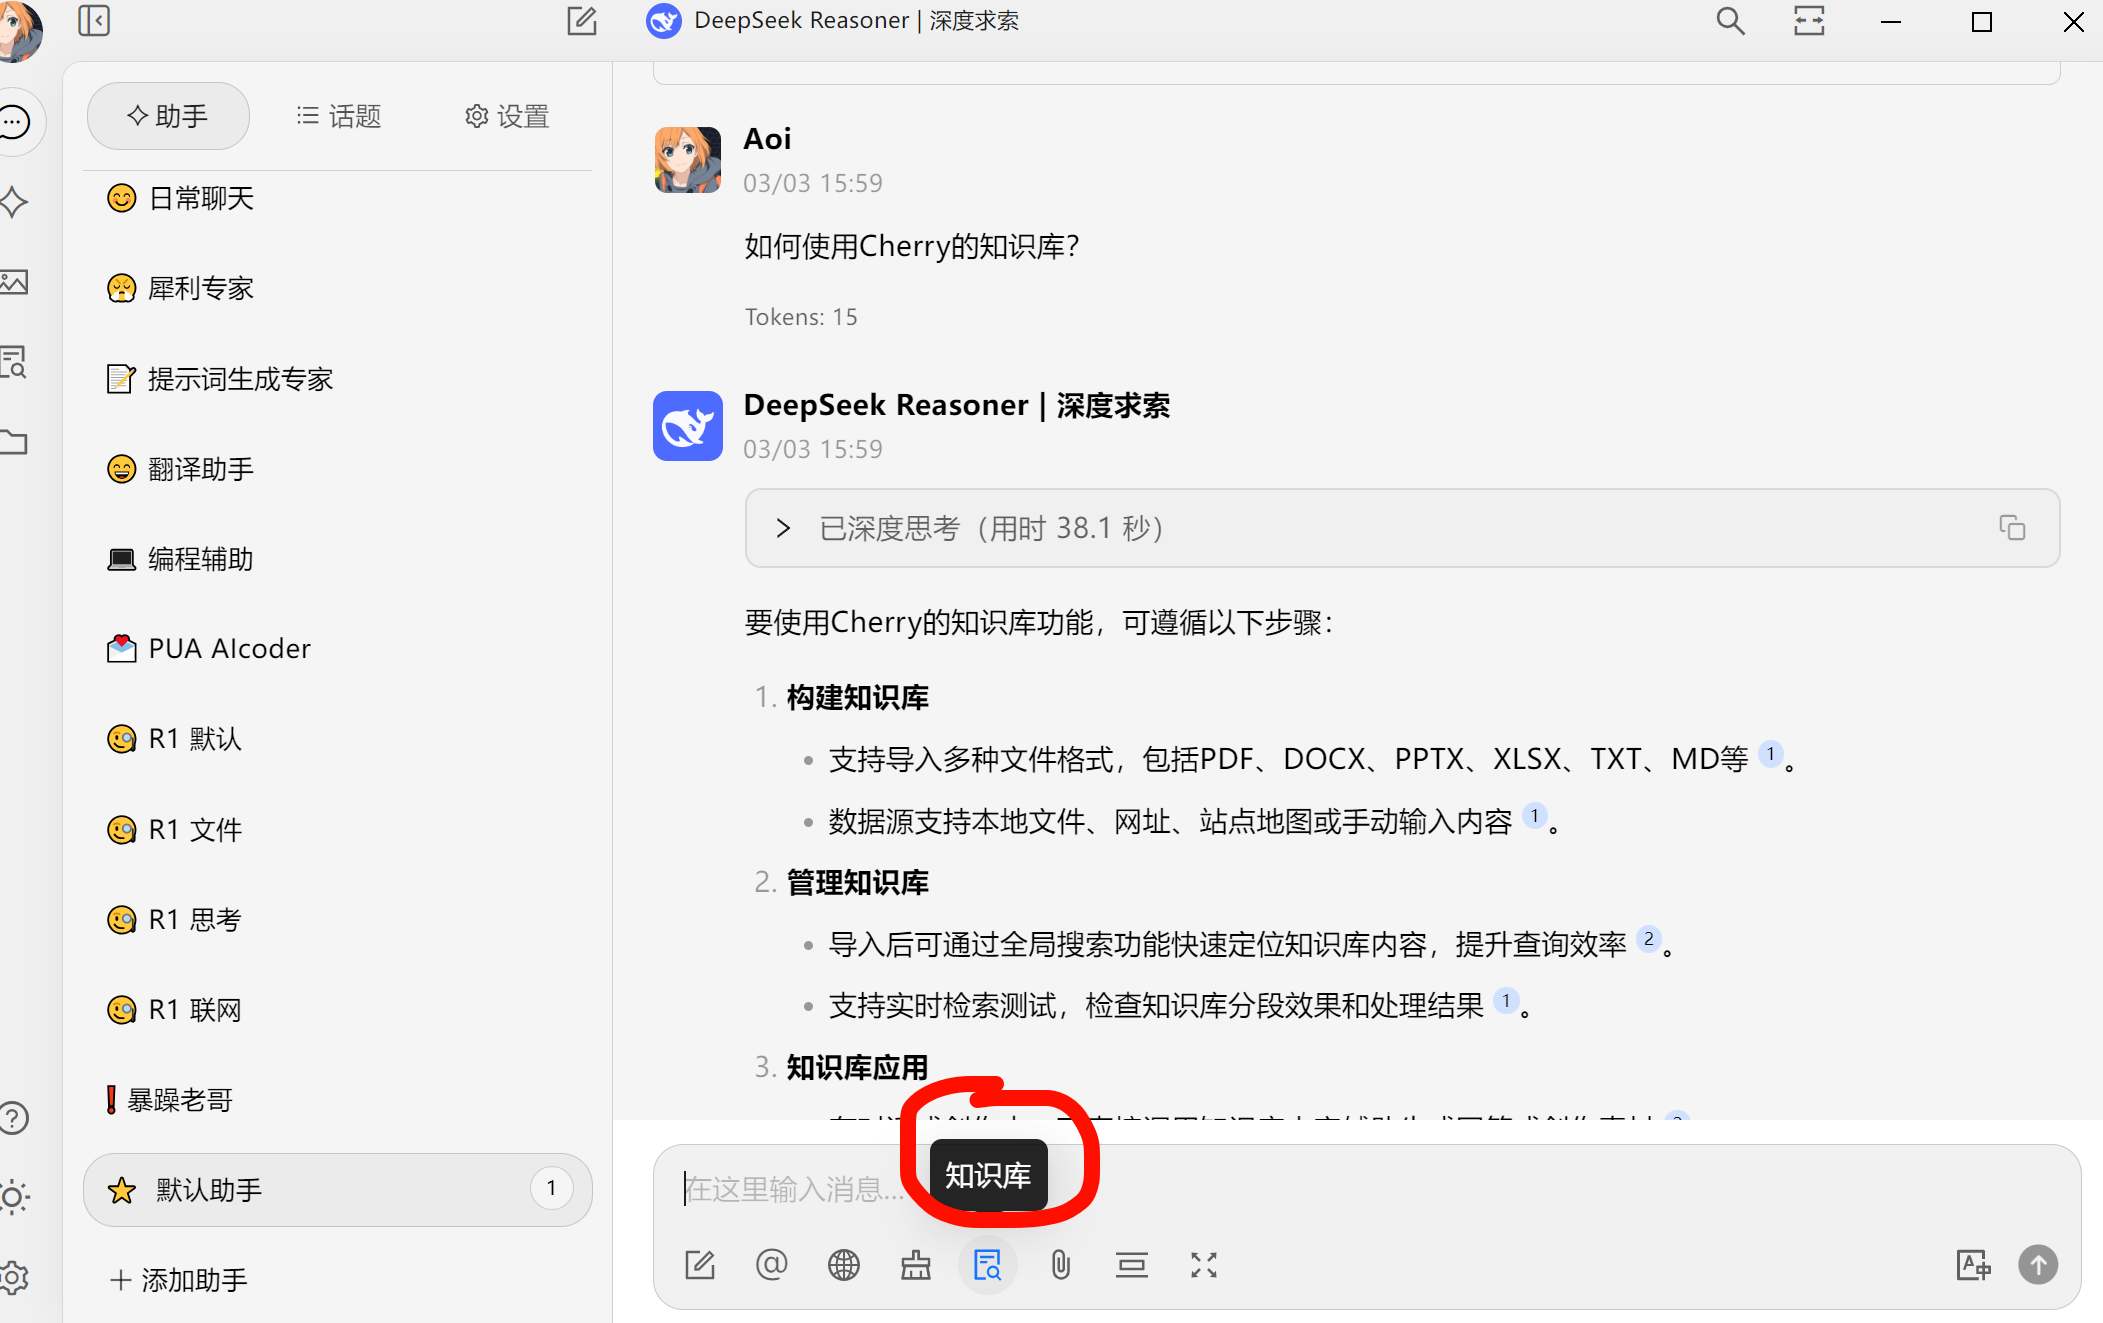 DeepSeek Reasoner | 深度求索
助手
话题
设置
日常聊天
犀利专家
提示词生成专家
翻译助手
编程辅助
PUA AIcoder
R1 默认
R1 文件
R1 思考
R1 联网
暴躁老哥
默认助手
1
添加助手
Aoi
03/03 15:59
如何使用Cherry的知识库？
Tokens: 15
DeepSeek Reasoner | 深度求索
03/03 15:59
已深度思考（用时 38.1 秒）
要使用Cherry的知识库功能，可遵循以下步骤：
1. 构建知识库
支持导入多种文件格式，包括PDF、DOCX、PPTX、XLSX、TXT、MD等 1 。
数据源支持本地文件、网址、站点地图或手动输入内容 1 。
2. 管理知识库
导入后可通过全局搜索功能快速定位知识库内容，提升查询效率 2 。
支持实时检索测试，检查知识库分段效果和处理结果 1 。
3. 知识库应用
知识库
在这里输入消息...